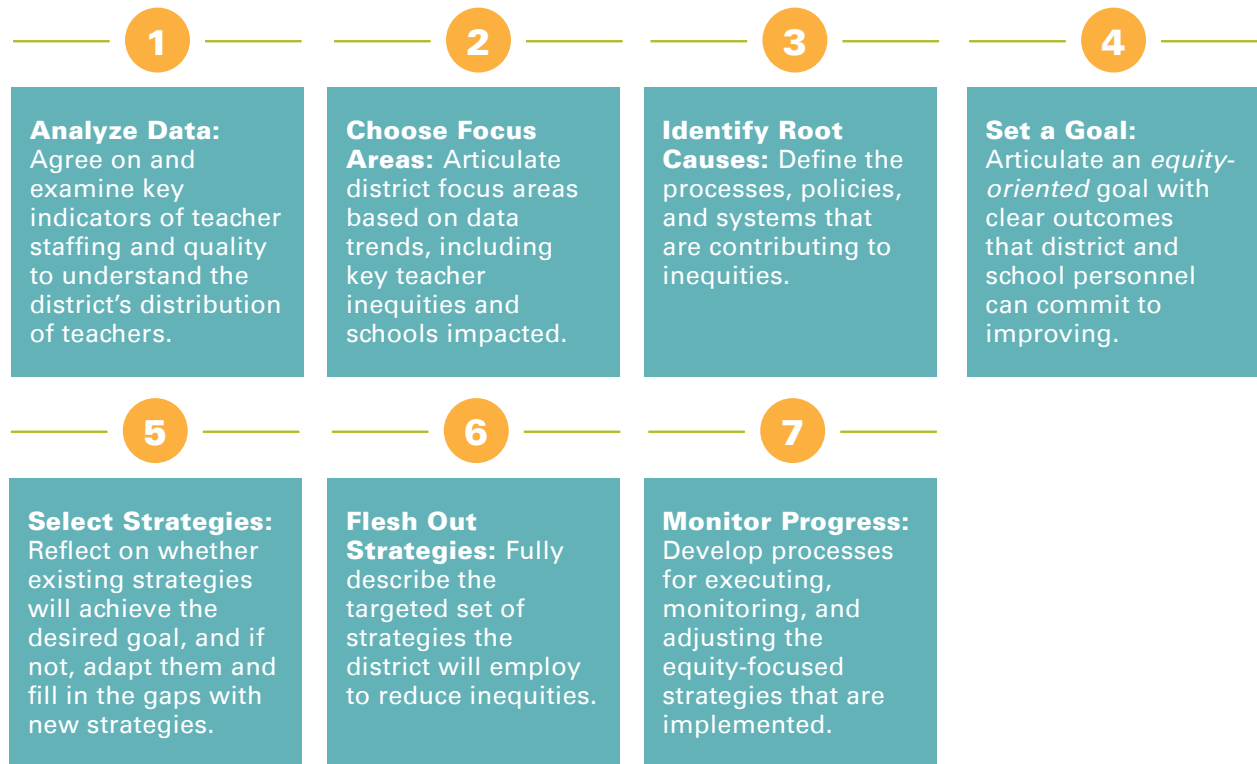 1
Analyze Data:
Agree on and
examine key
indicators of teacher
staffing and quality
to understand the
district’s distribution
of teachers.
2
Choose Focus
Areas: Articulate
district focus areas
based on data
trends, including
key teacher
inequities and
schools impacted.
3
Identify Root
Causes: Define the
processes, policies,
and systems that
are contributing to
inequities.
4
Set a Goal:
Articulate an equity-
oriented goal with
clear outcomes
that district and
school personnel
can commit to
improving.
5
Select Strategies:
Reflect on whether
existing strategies
will achieve the
desired goal, and if
not, adapt them and
fill in the gaps with
new strategies.
6
Flesh Out
Strategies: Fully
describe the
targeted set of
strategies the
district will employ
to reduce inequities.
7
Monitor Progress:
Develop processes
for executing,
monitoring, and
adjusting the
equity-focused
strategies that are
implemented.